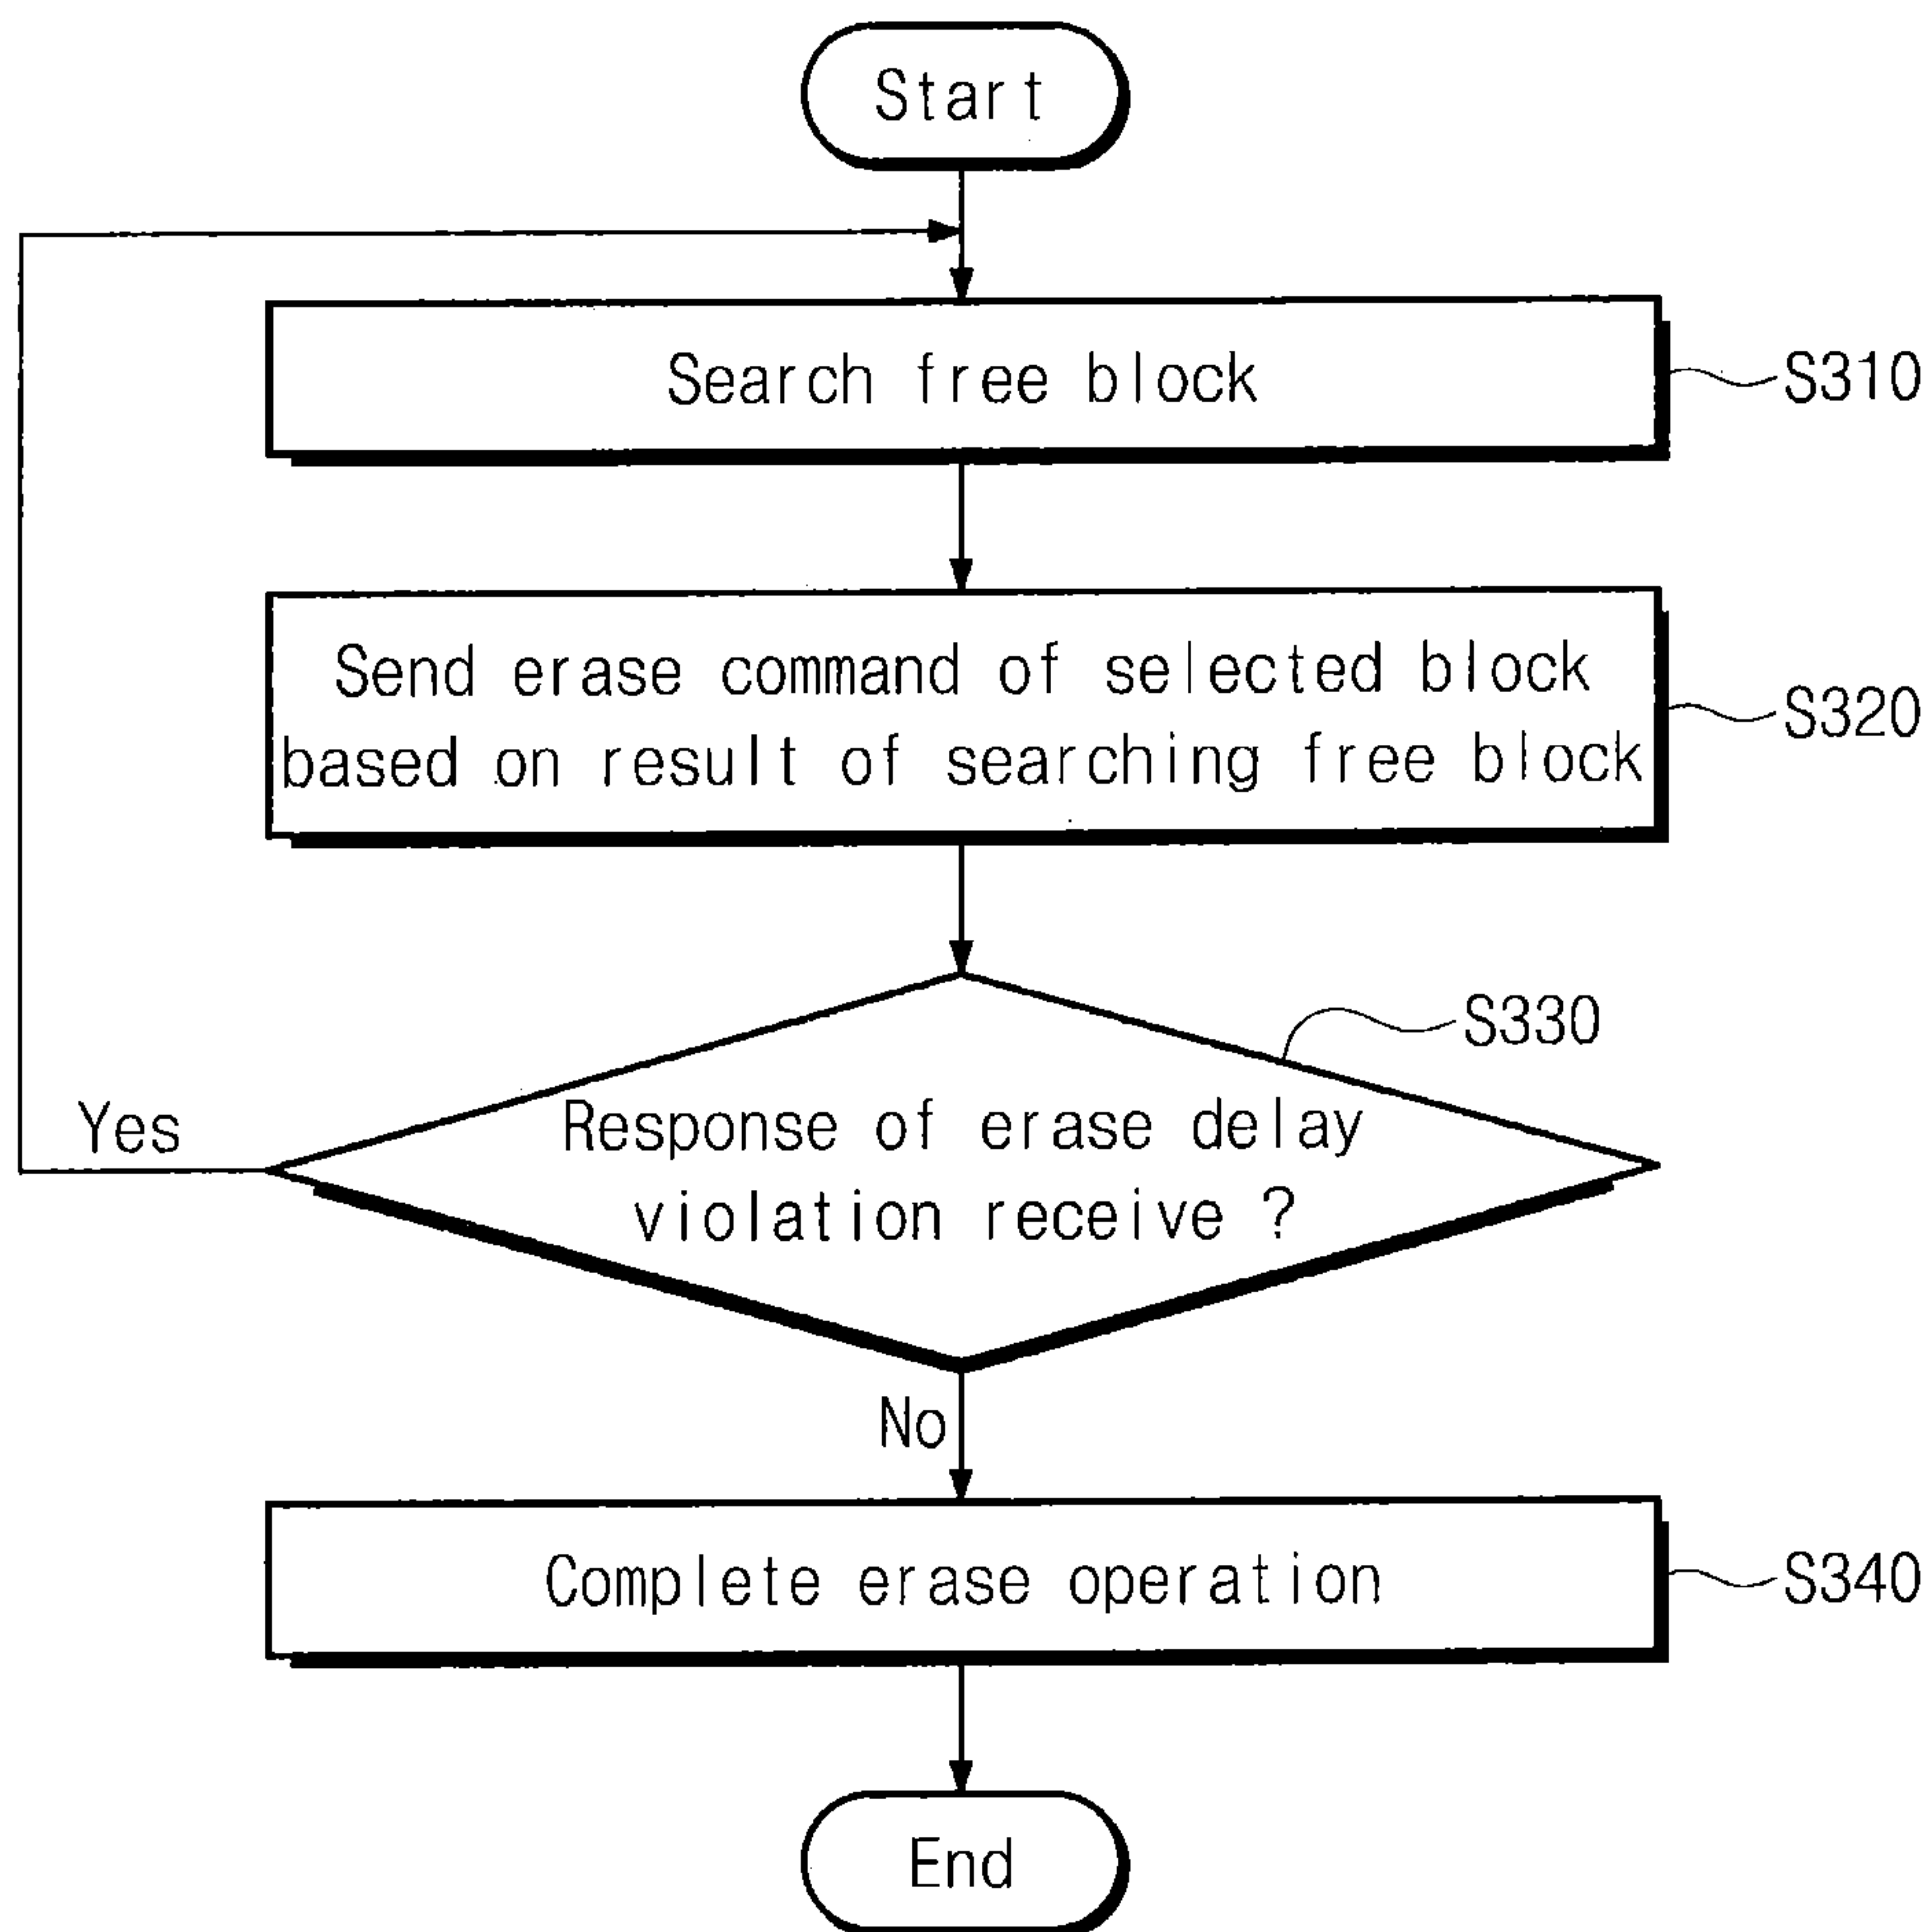 Start
Search free block
S310
Send erase command of selected block
based on result of searching free block
S320
S330
Response of erase delay
violation receive ?
Yes
No
Complete erase operation
S340
End